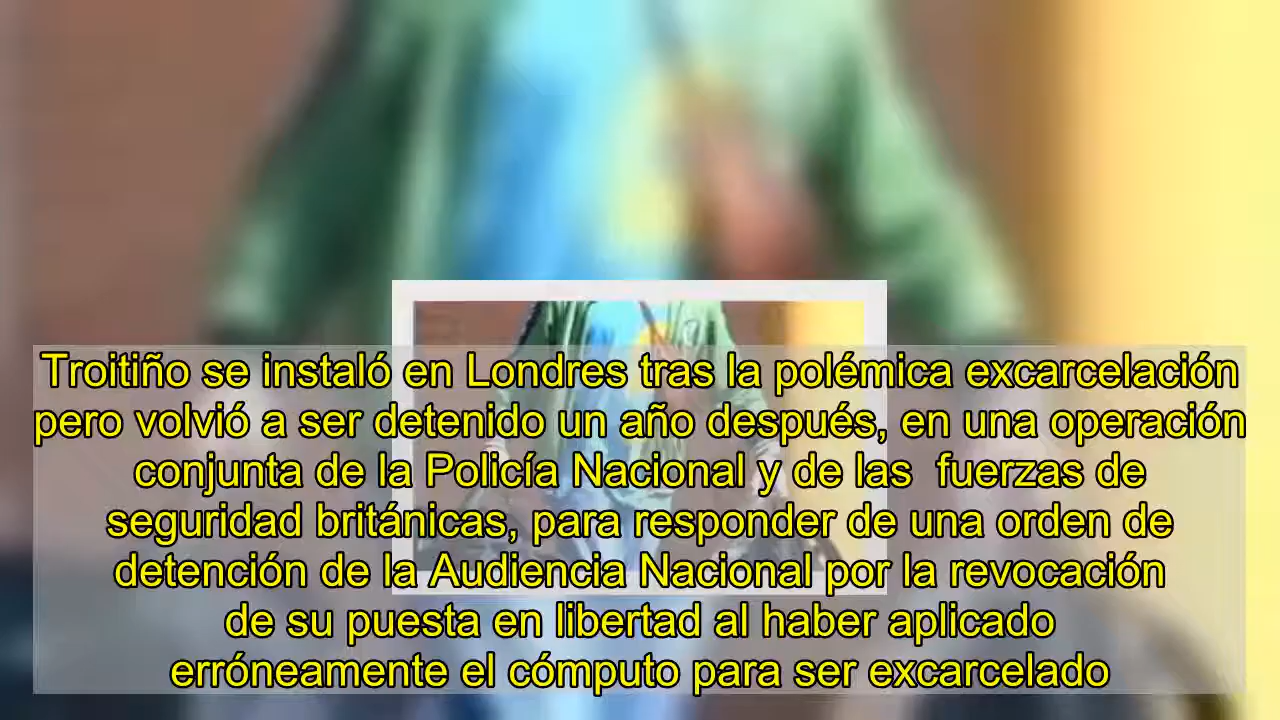 Troitiño se instaló en Londres tras la polémica excarcelación
pero volvió a ser detenido un año después, en una operación
conjunta de la Policía Nacional y de las  fuerzas de
seguridad británicas, para responder de una orden de
detención de la Audiencia Nacional por la revocación
de su puesta en libertad al haber aplicado
erróneamente el cómputo para ser excarcelado